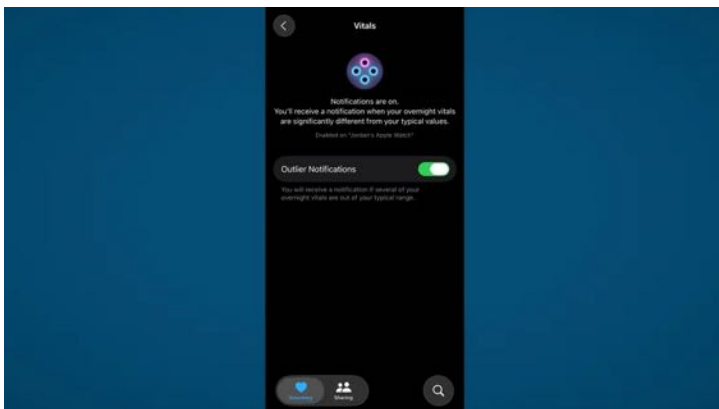 Vitals
Notifications are on.
You'll receive a notification when your overnight vitals
are significantly different from your typical values.
Enabled on "Jordan's Apple Watch"
Outlier Notifications
You will receive a notification if several of your
overnight vitals are out of your typical range.
Summary
Sharing